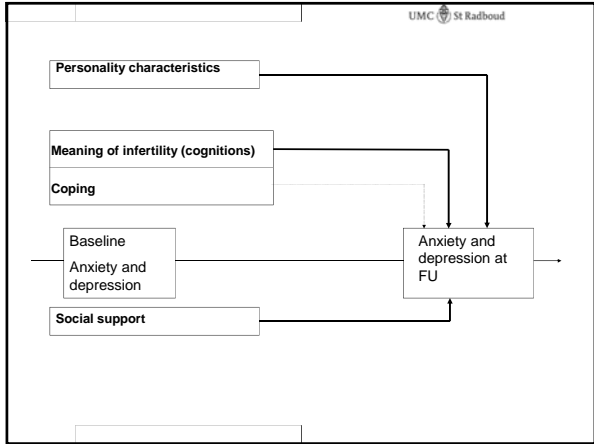 UMC St Radboud
Personality characteristics
Meaning of infertility (cognitions)
Coping
Baseline
Anxiety and
depression
Anxiety and
depression at
FU
Social support